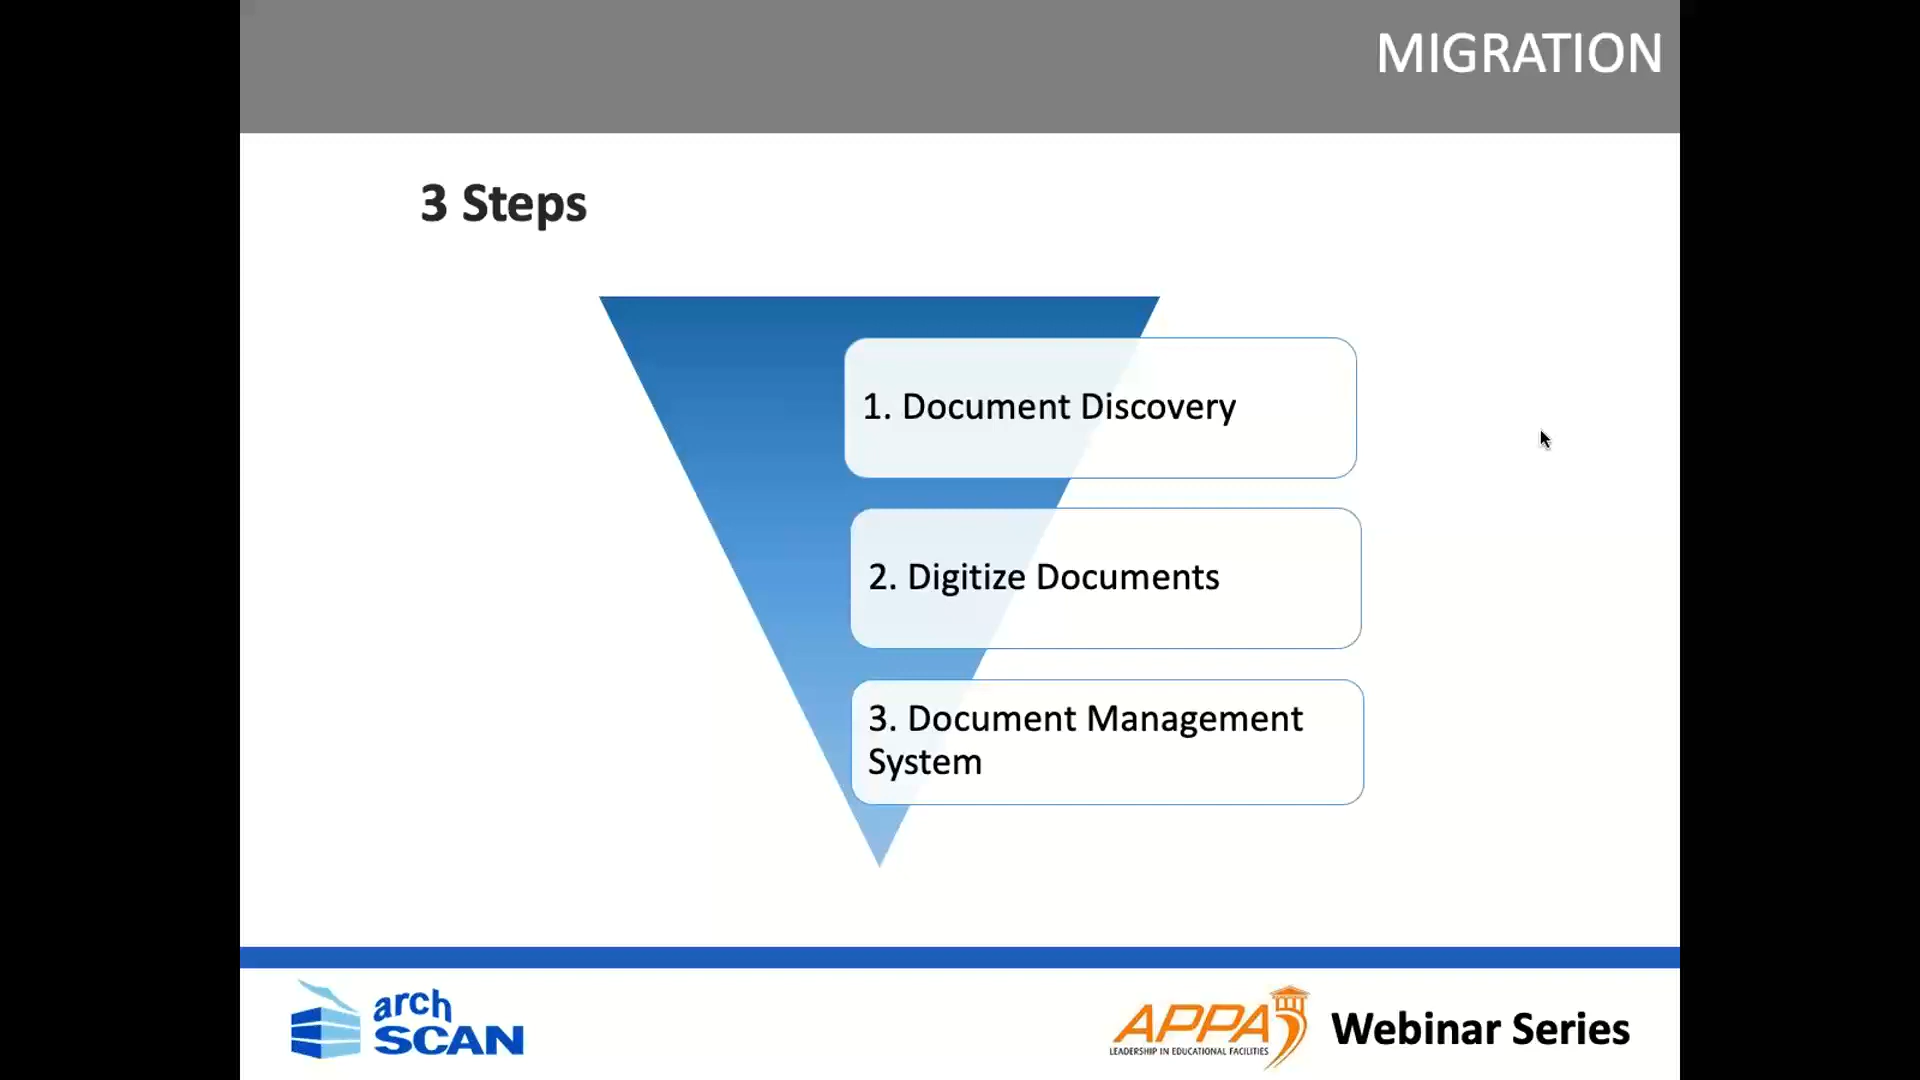 MIGRATION
3 Steps
1. Document Discovery
2. Digitize Documents
3. Document Management
System
arch
SCAN
APPA
LEADERSHIP IN EDUCATIONAL FACILITIES
Webinar Series